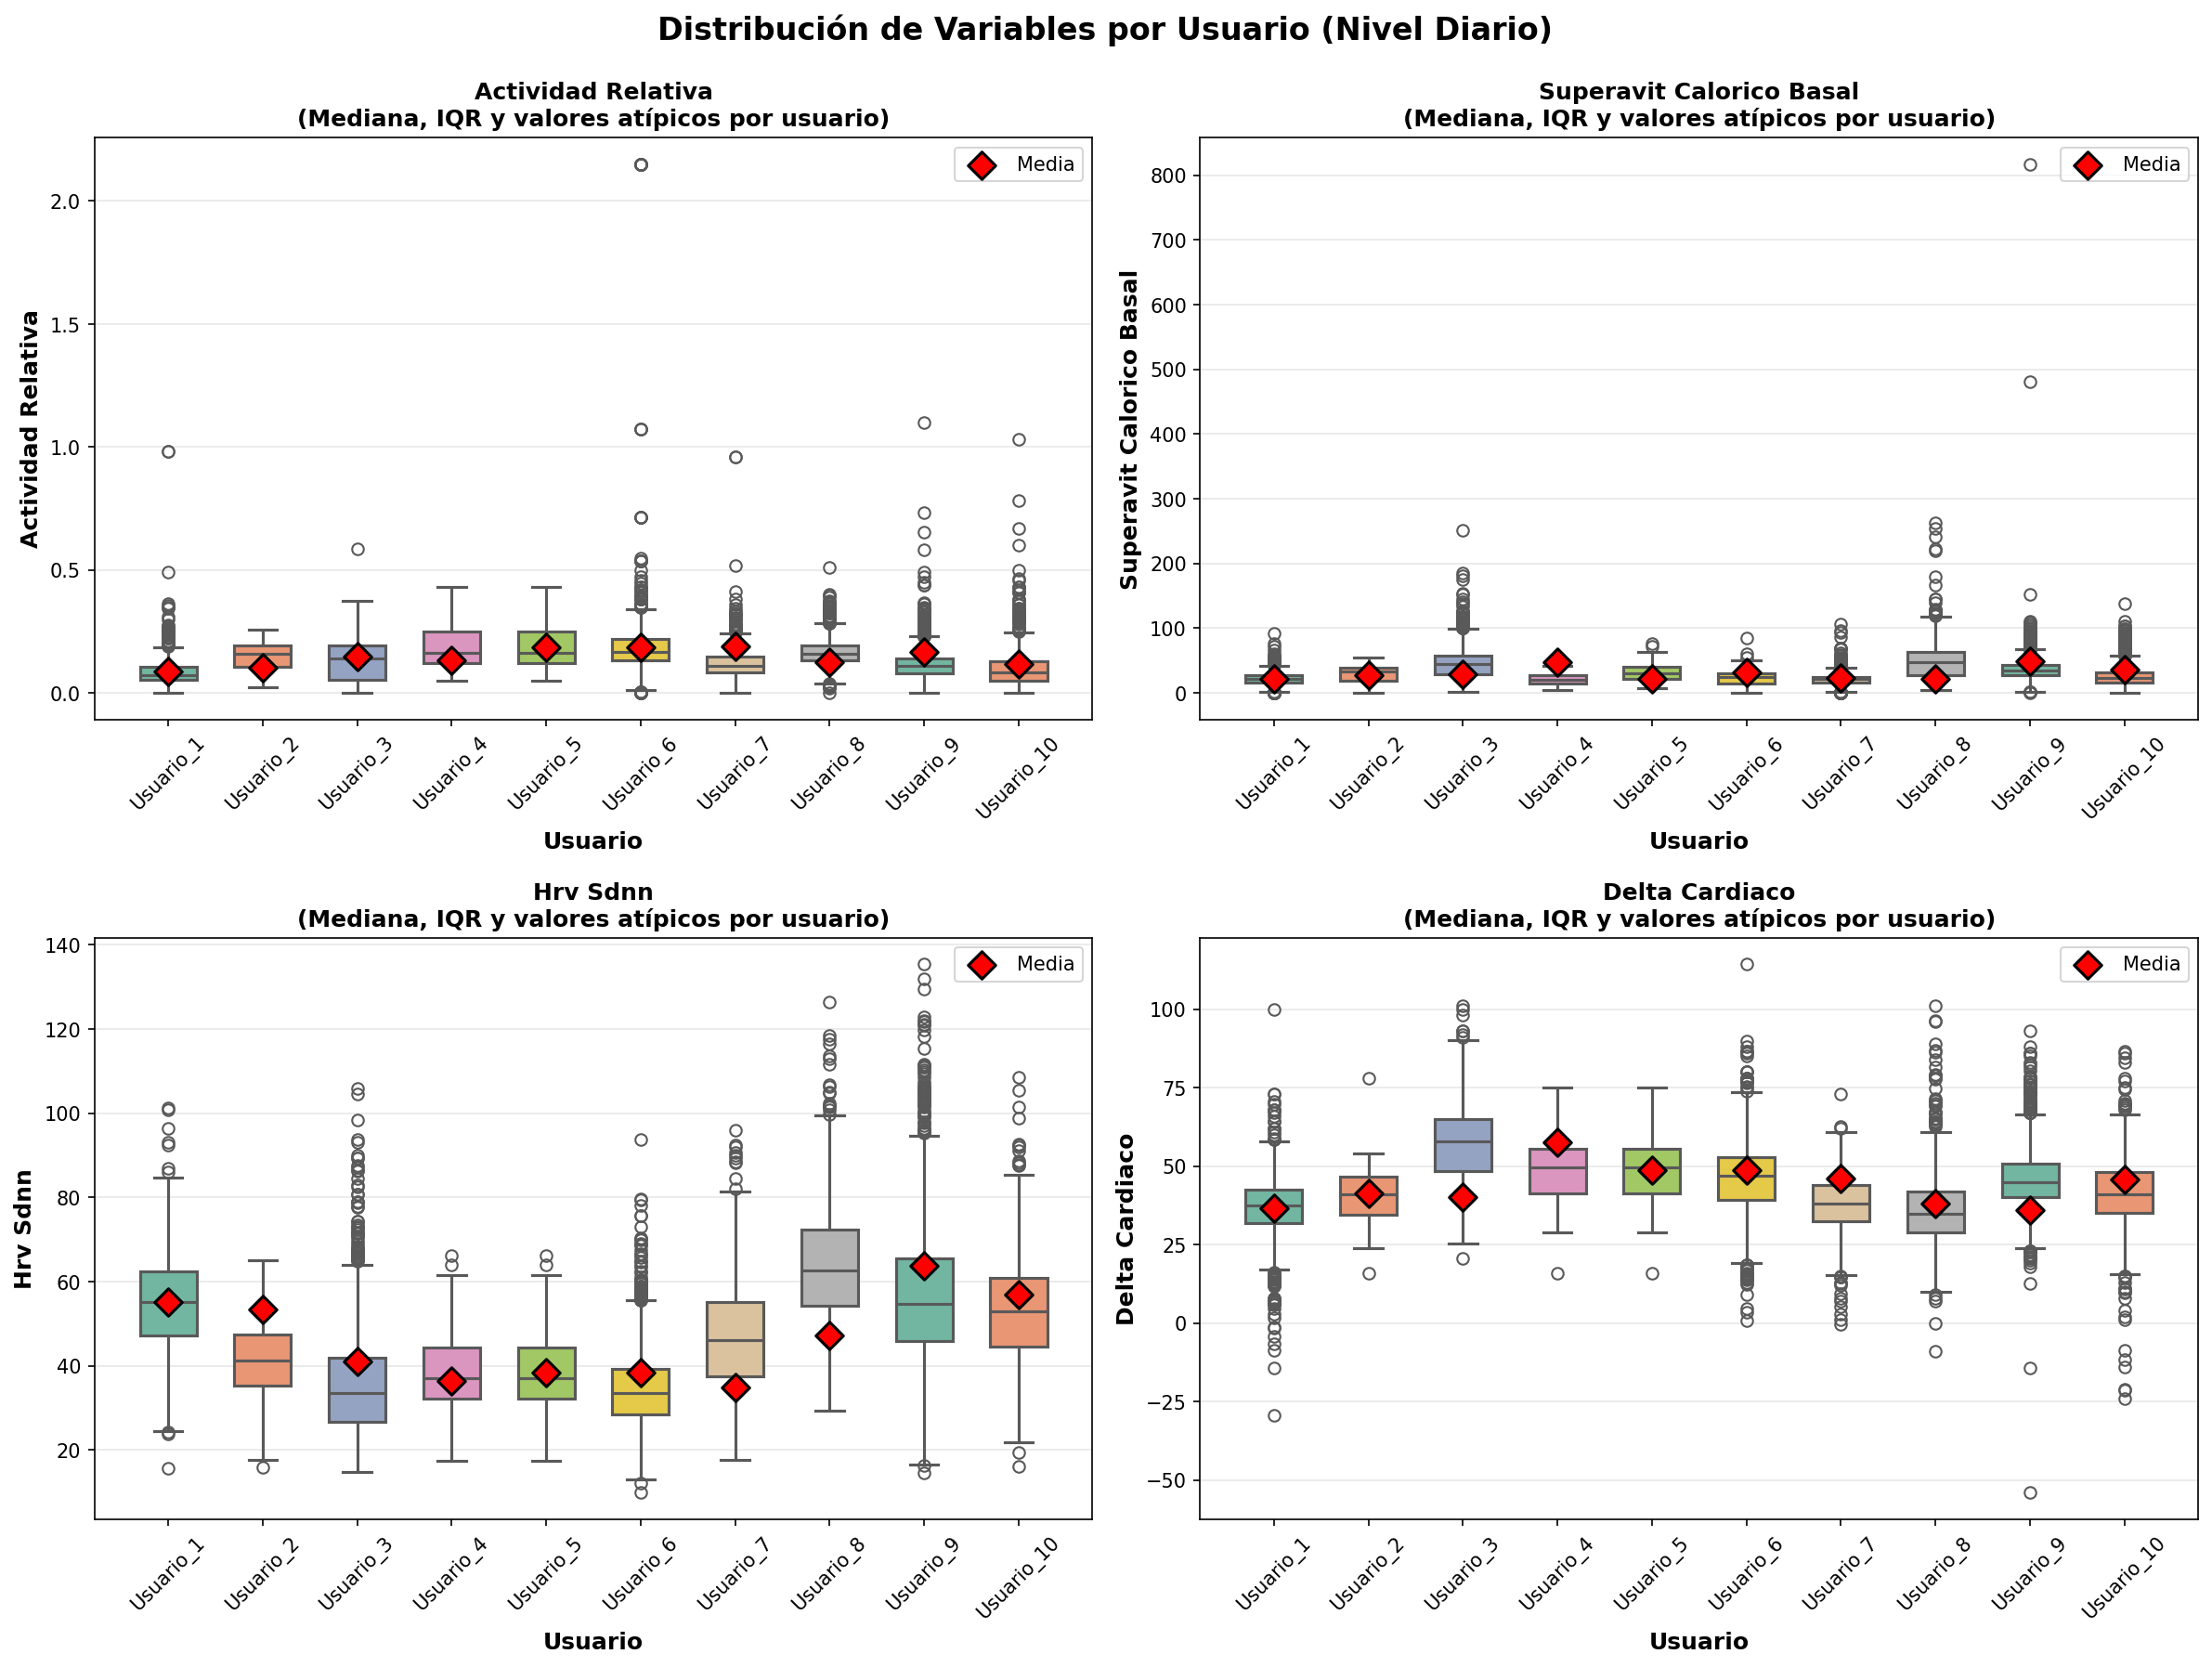 Distribución de Variables por Usuario (Nivel Diario)
Actividad Relativa
(Mediana, IQR y valores atípicos por usuario)
Media
Actividad Relativa
2.0
1.5
1.0
0.5
0.0
Usuario_1
Usuario_2
Usuario_3
Usuario_4
Usuario_5
Usuario_6
Usuario_7
Usuario_8
Usuario_9
Usuario_10
Usuario
Superavit Calorico Basal
(Mediana, IQR y valores atípicos por usuario)
Media
Superavit Calorico Basal
800
700
600
500
400
300
200
100
0
Usuario_1
Usuario_2
Usuario_3
Usuario_4
Usuario_5
Usuario_6
Usuario_7
Usuario_8
Usuario_9
Usuario_10
Usuario
Hrv Sdnn
(Mediana, IQR y valores atípicos por usuario)
Media
Hrv Sdnn
140
120
100
80
60
40
20
Usuario_1
Usuario_2
Usuario_3
Usuario_4
Usuario_5
Usuario_6
Usuario_7
Usuario_8
Usuario_9
Usuario_10
Usuario
Delta Cardiaco
(Mediana, IQR y valores atípicos por usuario)
Media
Delta Cardiaco
100
75
50
25
0
−25
−50
Usuario_1
Usuario_2
Usuario_3
Usuario_4
Usuario_5
Usuario_6
Usuario_7
Usuario_8
Usuario_9
Usuario_10
Usuario